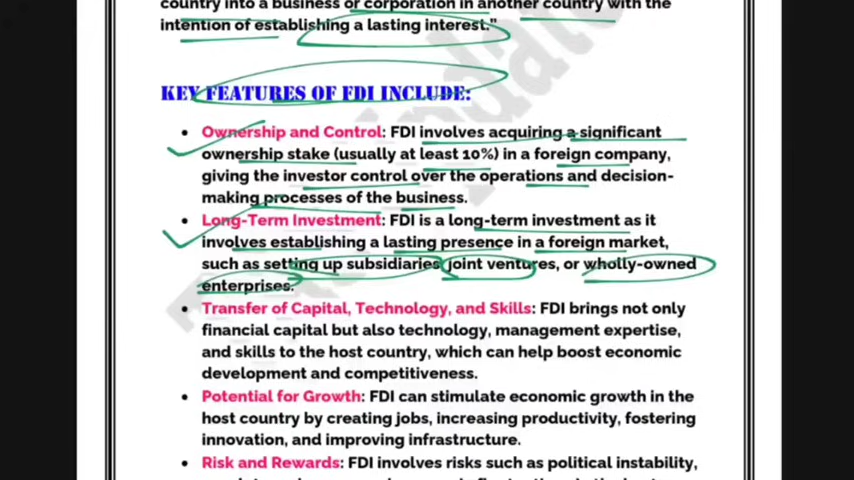 country into a business or corporation in another country with the
intention of establishing a lasting interest."
KEY FEATURES OF FDI INCLUDE:
• Ownership and Control: FDI involves acquiring a significant
ownership stake (usually at least 10%) in a foreign company,
giving the investor control over the operations and decision-
making processes of the business.
• Long-Term Investment: FDI is a long-term investment as it
involves establishing a lasting presence in a foreign market,
such as setting up subsidiaries joint ventures, or wholly-owned
enterprises.
• Transfer of Capital, Technology, and Skills: FDI brings not only
financial capital but also technology, management expertise,
and skills to the host country, which can help boost economic
development and competitiveness.
• Potential for Growth: FDI can stimulate economic growth in the
host country by creating jobs, increasing productivity, fostering
innovation, and improving infrastructure.
• Risk and Rewards: FDI involves risks such as political instability,